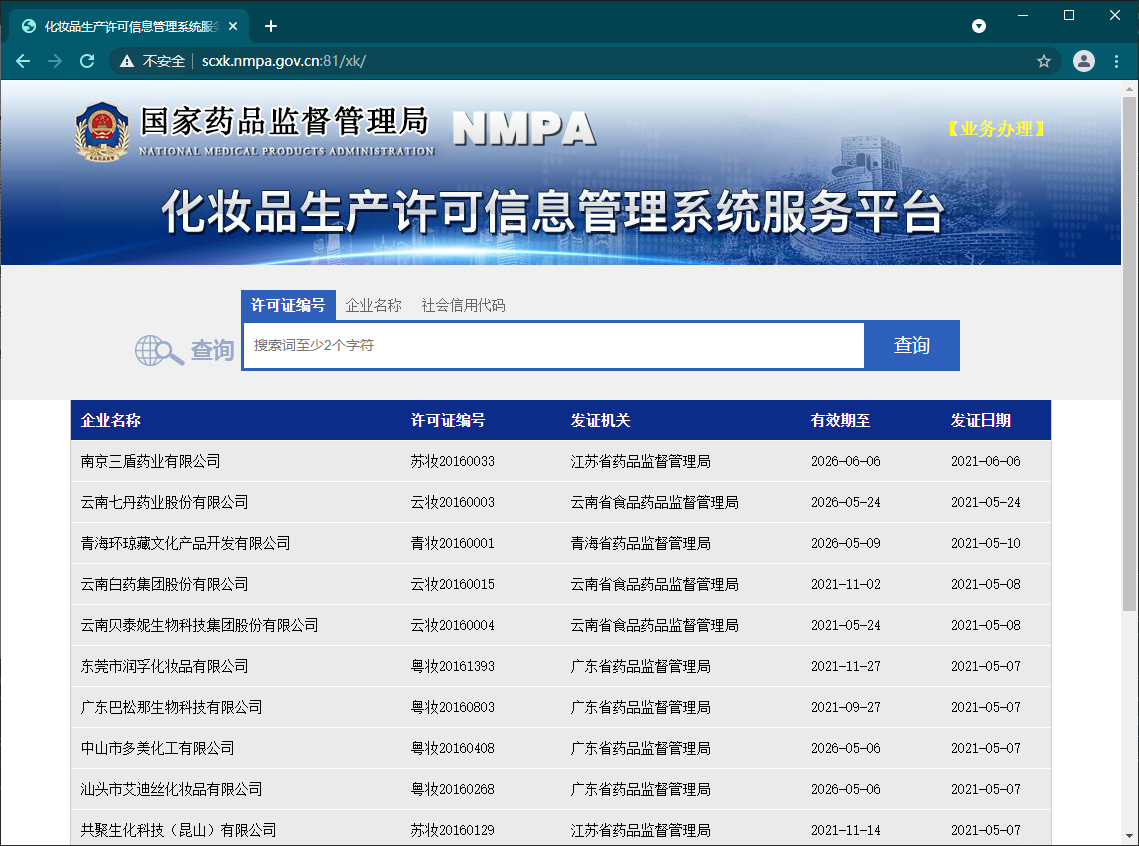 化妆品生产许可信息管理系统服务
不安全 scxk.nmpa.gov.cn:81/xk/
国家药品监督管理局 NMPA
NATIONAL MEDICAL PRODUCTS ADMINISTRATION
【业务办理】
化妆品生产许可信息管理系统服务平台
许可证编号 企业名称 社会信用代码
查询 搜索词至少2个字符 查询
企业名称 许可证编号 发证机关 有效期至 发证日期
南京三盾药业有限公司 苏妆20160033 江苏省药品监督管理局 2026-06-06 2021-06-06
云南七丹药业股份有限公司 云妆20160003 云南省食品药品监督管理局 2026-05-24 2021-05-24
青海环琼藏文化产品开发有限公司 青妆20160001 青海省药品监督管理局 2026-05-09 2021-05-10
云南白药集团股份有限公司 云妆20160015 云南省食品药品监督管理局 2021-11-02 2021-05-08
云南贝泰妮生物科技集团股份有限公司 云妆20160004 云南省食品药品监督管理局 2021-05-24 2021-05-08
东莞市润孚化妆品有限公司 粤妆20161393 广东省药品监督管理局 2021-11-27 2021-05-07
广东巴松那生物科技有限公司 粤妆20160803 广东省药品监督管理局 2021-09-27 2021-05-07
中山市多美化工有限公司 粤妆20160408 广东省药品监督管理局 2026-05-06 2021-05-07
汕头市艾迪丝化妆品有限公司 粤妆20160268 广东省药品监督管理局 2026-05-06 2021-05-07
共聚生化科技（昆山）有限公司 苏妆20160129 江苏省药品监督管理局 2021-11-14 2021-05-07